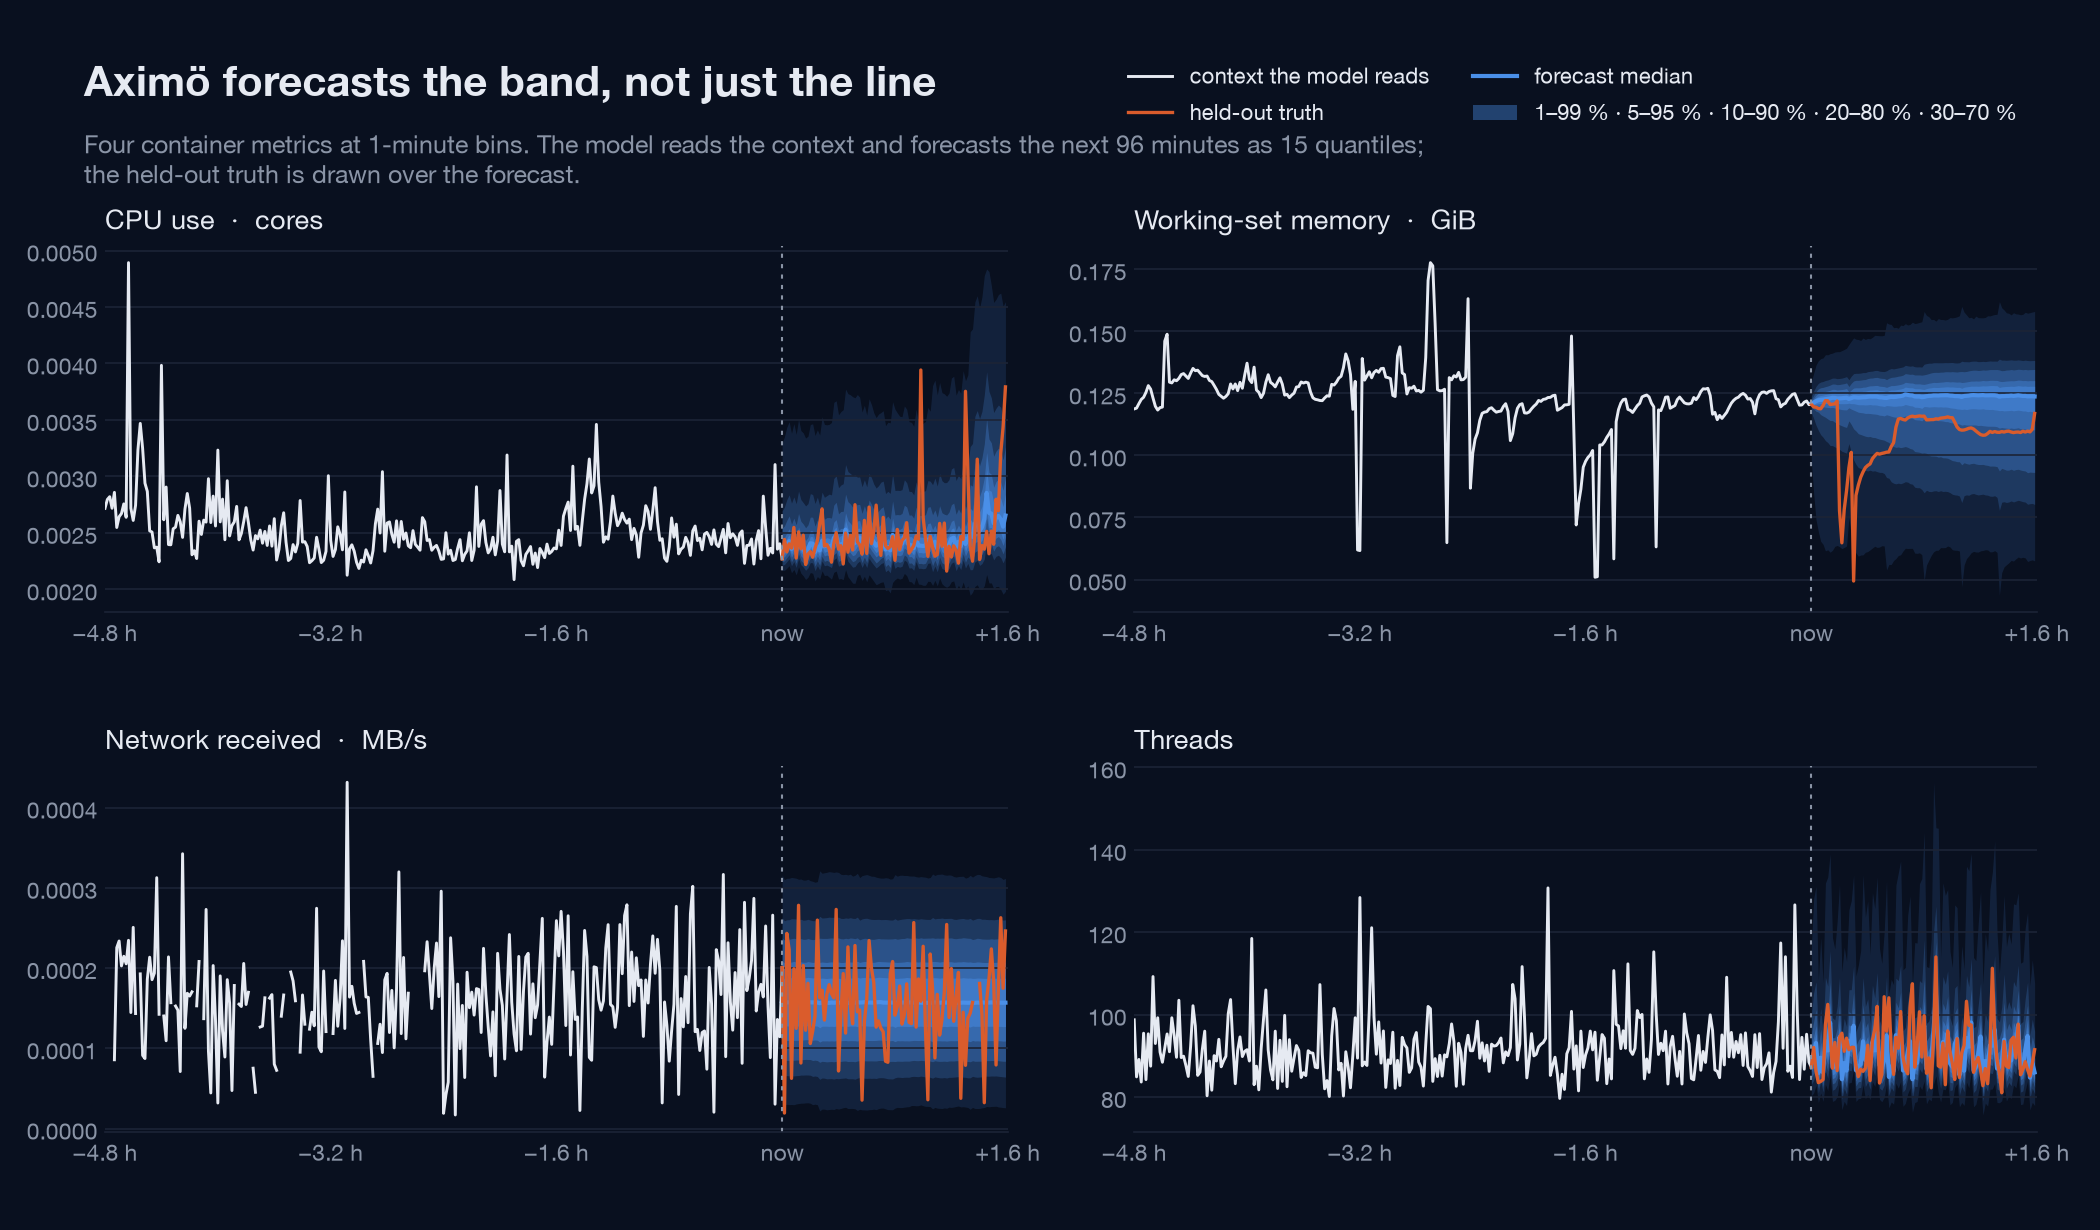 Aximö forecasts the band, not just the line
context the model reads
forecast median
held-out truth
1–99 % · 5–95 % · 10–90 % · 20–80 % · 30–70 %
Four container metrics at 1-minute bins. The model reads the context and forecasts the next 96 minutes as 15 quantiles;
the held-out truth is drawn over the forecast.
CPU use · cores
0.0050
0.0045
0.0040
0.0035
0.0030
0.0025
0.0020
−4.8 h
−3.2 h
−1.6 h
now
+1.6 h
Working-set memory · GiB
0.175
0.150
0.125
0.100
0.075
0.050
−4.8 h
−3.2 h
−1.6 h
now
+1.6 h
Network received · MB/s
0.0004
0.0003
0.0002
0.0001
0.0000
−4.8 h
−3.2 h
−1.6 h
now
+1.6 h
Threads
160
140
120
100
80
−4.8 h
−3.2 h
−1.6 h
now
+1.6 h